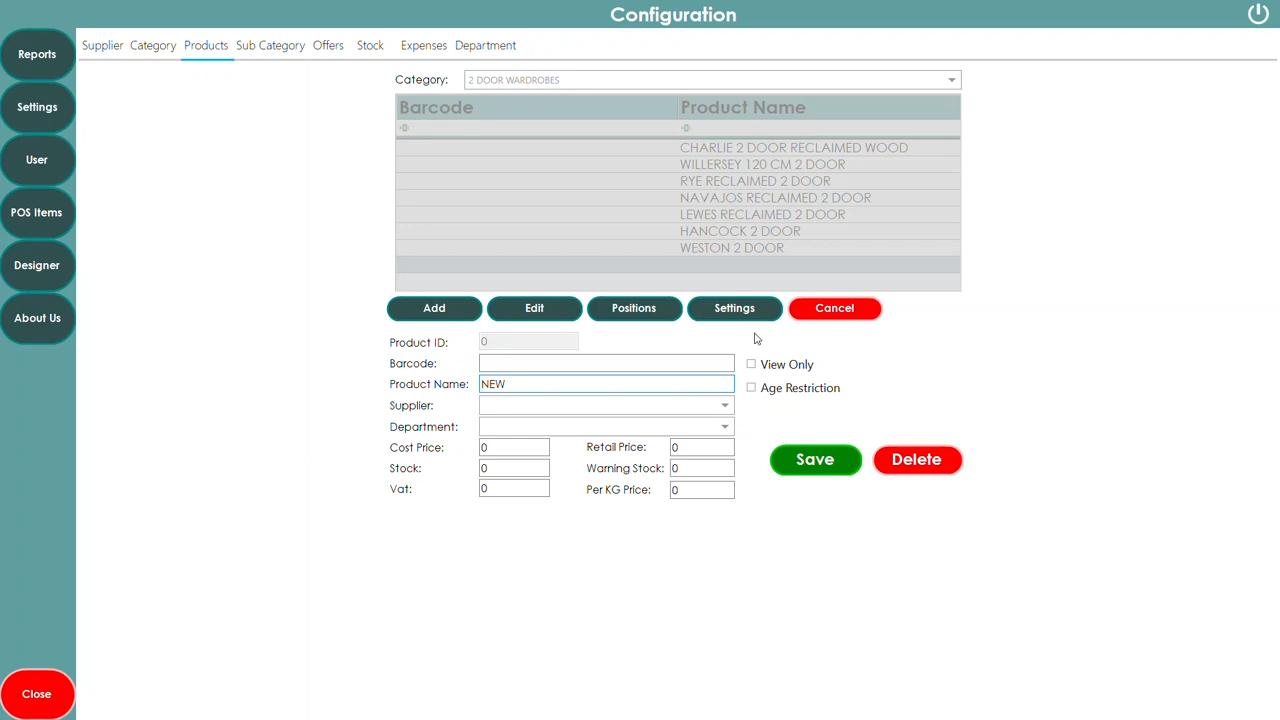 Configuration
Reports
Settings
User
POS Items
Designer
About Us
Close
Supplier Category Products Sub Category Offers Stock Expenses Department
Category: 2 DOOR WARDROBES
Barcode Product Name
CHARLIE 2 DOOR RECLAIMED WOOD
WILLERSEY 120 CM 2 DOOR
RYE RECLAIMED 2 DOOR
NAVAJOS RECLAIMED 2 DOOR
LEWES RECLAIMED 2 DOOR
HANCOCK 2 DOOR
WESTON 2 DOOR
Add Edit Positions Settings Cancel
Product ID: 0
Barcode: View Only
Product Name: NEW Age Restriction
Supplier:
Department:
Cost Price: 0 Retail Price: 0
Stock: 0 Warning Stock: 0
Vat: 0 Per KG Price: 0
Save Delete